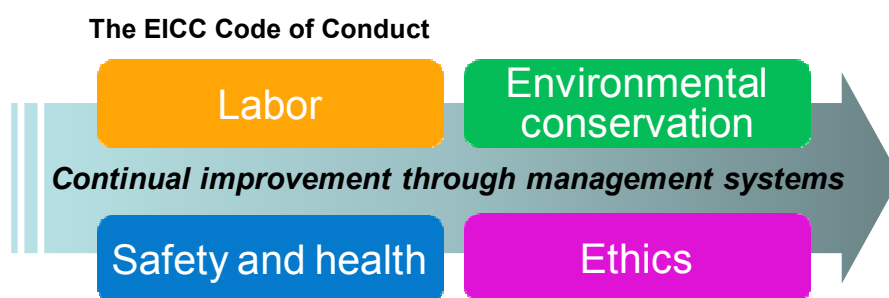 The EICC Code of Conduct
Labor
Environmental
conservation
Continual improvement through management systems
Safety and health
Ethics